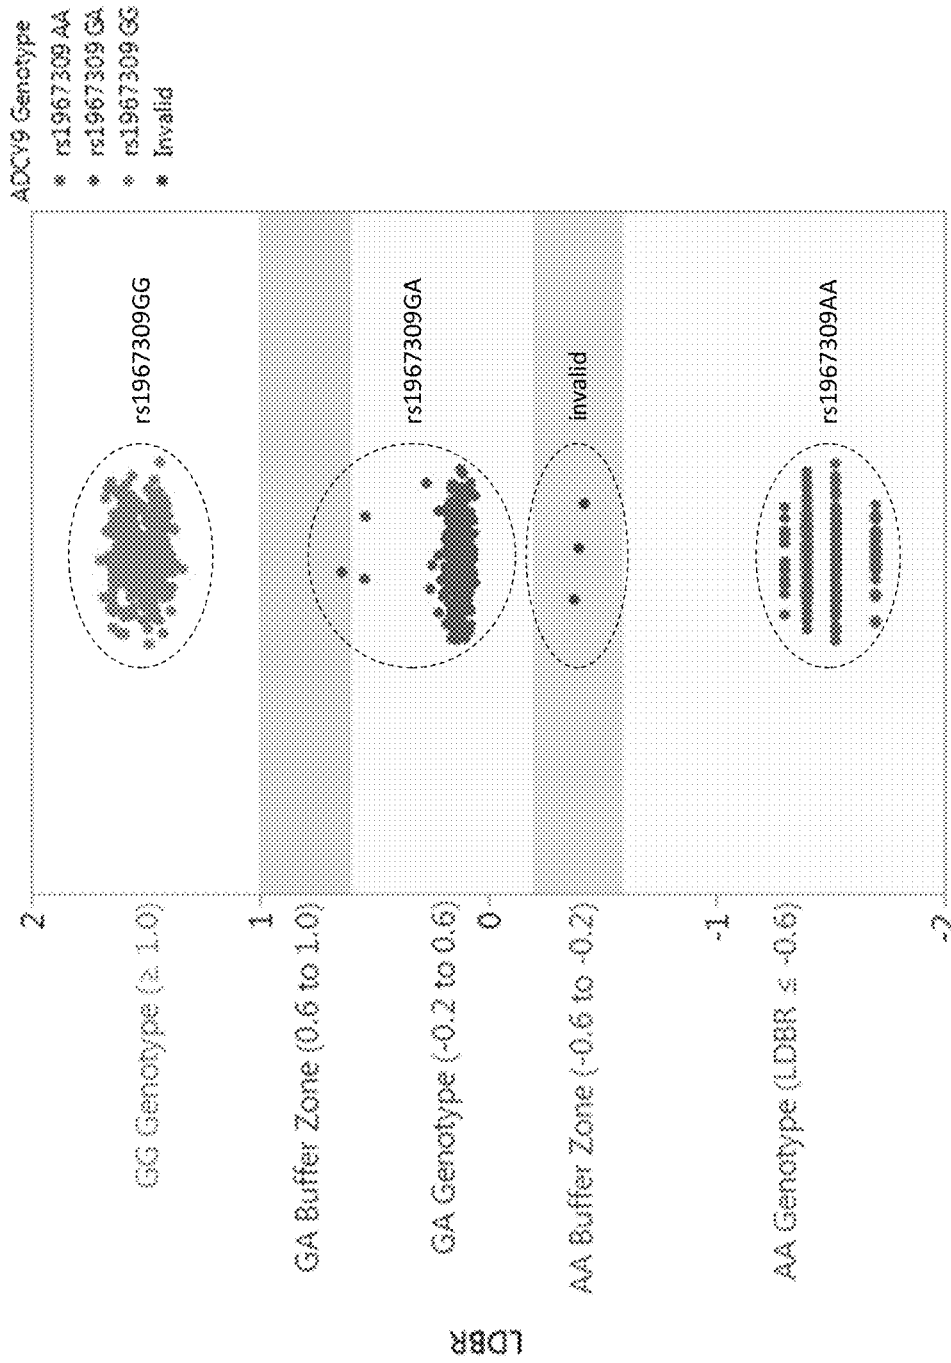 ADCY9 Genotype
rs1967309 AA
rs1967309 GA
rs1967309 GG
Invalid
LDBR
2
GG Genotype (≥ 1.0)
rs1967309GG
1
GA Buffer Zone (0.6 to 1.0)
GA Genotype (-0.2 to 0.6)
rs1967309GA
0
AA Buffer Zone (-0.6 to -0.2)
invalid
-1
AA Genotype (LDBR ≤ -0.6)
rs1967309AA
-2